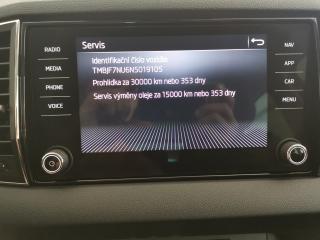 Servis
RADIO
MEDIA
PHONE
VOICE
Identifikační číslo vozidla
TMBJF7NU6N5019105
Prohlídka za 30000 km nebo 353 dny
Servis výměny oleje za 15000 km nebo 353 dny
NAV
APP
CAR
MENU